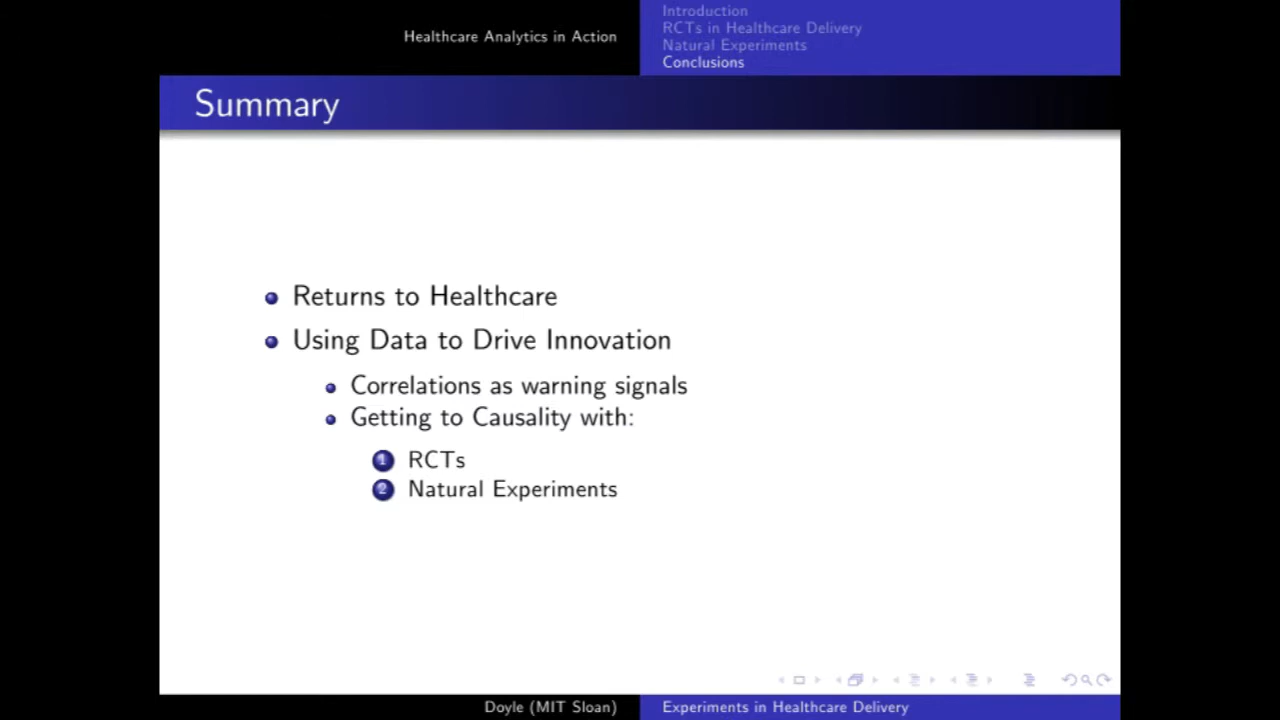 Healthcare Analytics in Action
Introduction
RCTs in Healthcare Delivery
Natural Experiments
Conclusions
Summary
Returns to Healthcare
Using Data to Drive Innovation
Correlations as warning signals
Getting to Causality with:
1 RCTs
2 Natural Experiments
Doyle (MIT Sloan)
Experiments in Healthcare Delivery